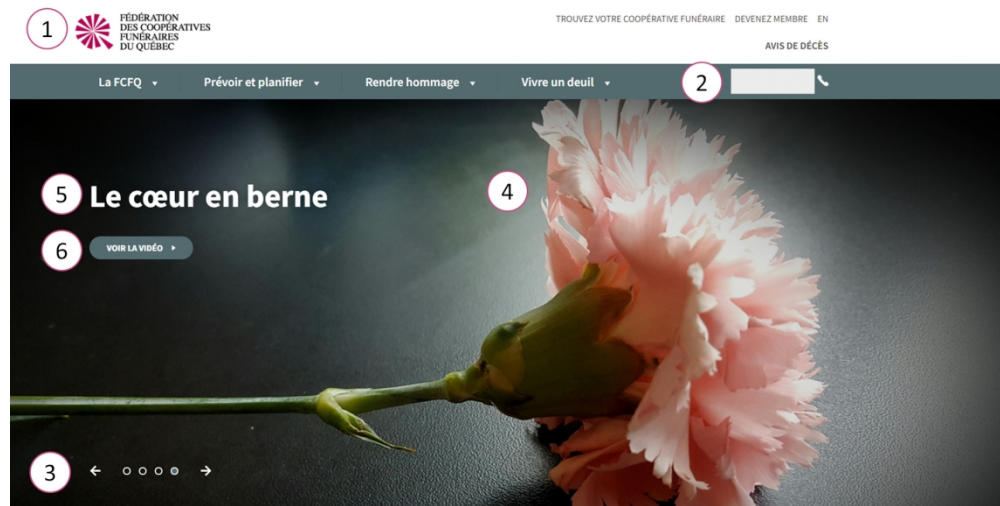 1
FÉDÉRATION
DES COOPÉRATIVES
FUNÉRAIRES
DU QUÉBEC
TROUVEZ VOTRE COOPÉRATIVE FUNÉRAIRE DEVENEZ MEMBRE EN
AVIS DE DÉCÈS
La FCFQ Prévoir et planifier Rendre hommage Vivre un deuil 2
5 Le cœur en berne 4
6 VOIR LA VIDÉO
3